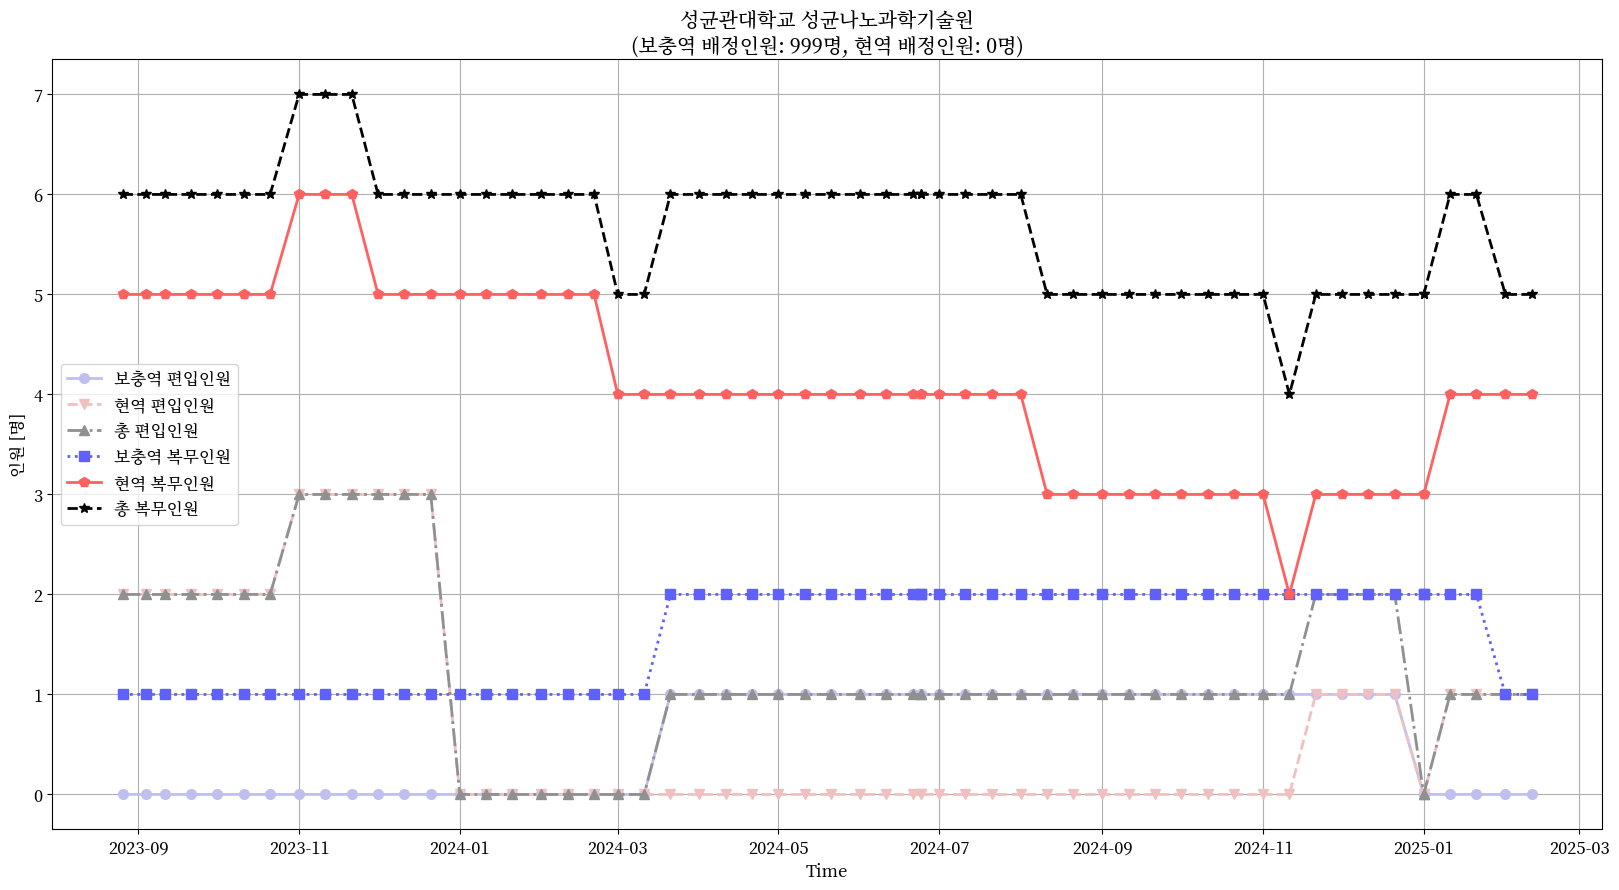 성균관대학교 성균나노과학기술원
(보충역 배정인원: 999명, 현역 배정인원: 0명)
인원 [명]
7
6
5
4
3
2
1
0
보충역 편입인원
현역 편입인원
총 편입인원
보충역 복무인원
현역 복무인원
총 복무인원
2023-09
2023-11
2024-01
2024-03
2024-05
2024-07
2024-09
2024-11
2025-01
2025-03
Time